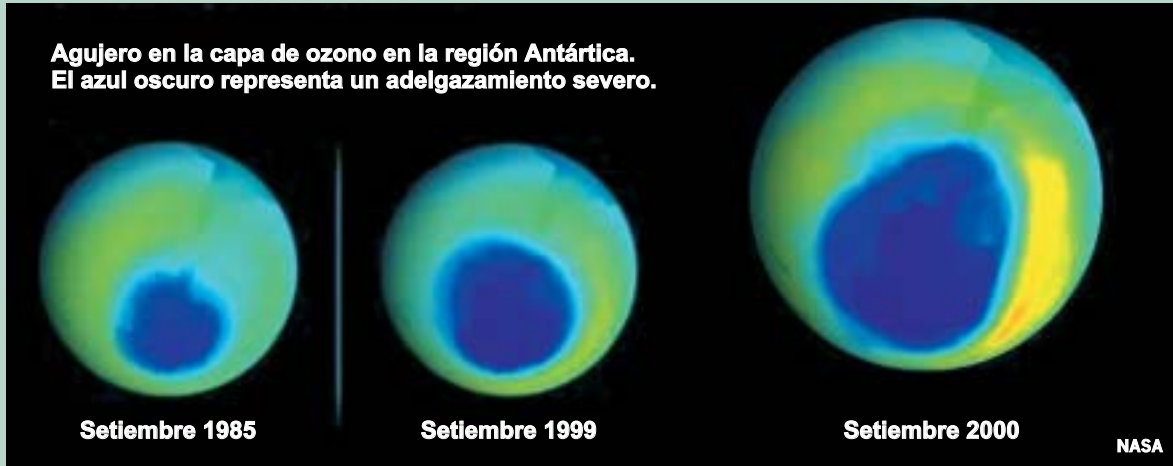 Agujero en la capa de ozono en la región Antártica.
El azul oscuro representa un adelgazamiento severo.
Setiembre 1985
Setiembre 1999
Setiembre 2000
NASA